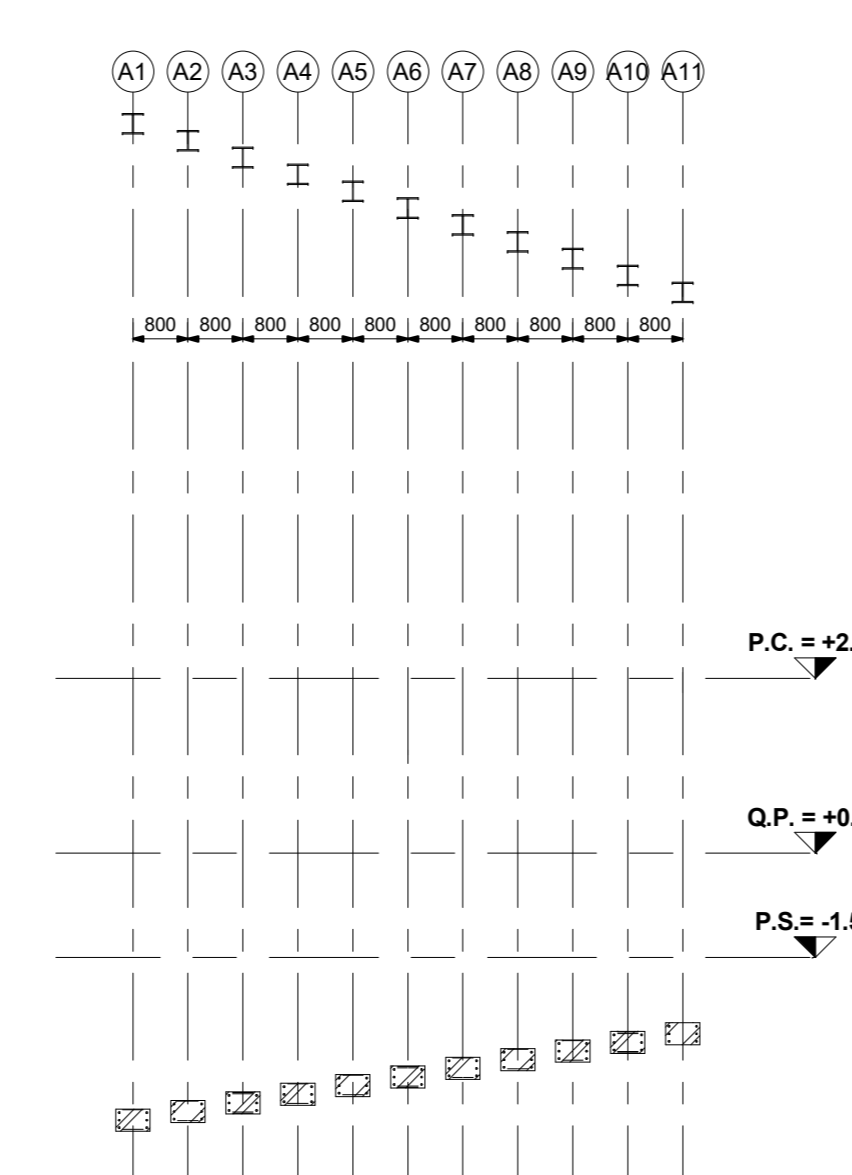 A1 A2 A3 A4 A5 A6 A7 A8 A9 A10 A11
800 800 800 800 800 800 800 800 800 800
P.C. = +2.
Q.P. = +0.
P.S.= -1.5